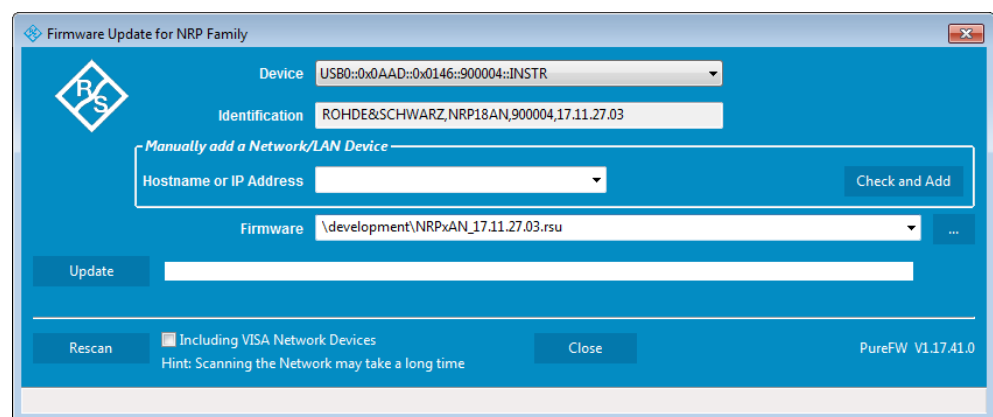 Firmware Update for NRP Family
R S
Device USB0::0x0AAD::0x0146::900004::INSTR
Identification ROHDE&SCHWARZ,NRP18AN,900004,17.11.27.03
Manually add a Network/LAN Device
Hostname or IP Address Check and Add
Firmware \development\NRPxAN_17.11.27.03.rsu ...
Update
Rescan Including VISA Network Devices Close PureFW V1.17.41.0
Hint: Scanning the Network may take a long time